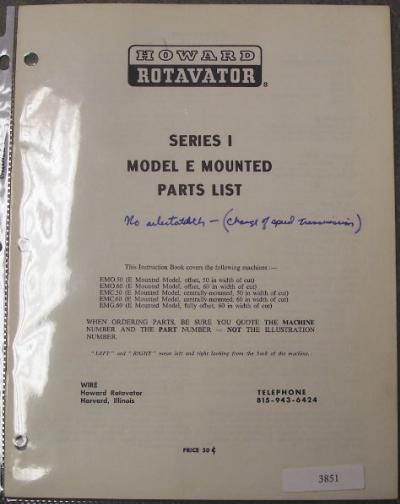 HOWARD
ROTAVATOR®
SERIES I
MODEL E MOUNTED
PARTS LIST
No — (change of speed transmission)
This Instruction Book covers the following machines:—
EMO.50 (E Mounted Model, offset, 50 in width of cut)
EMO.60 (E Mounted Model, offset, 60 in width of cut)
EMC.50 (E Mounted Model, centrally-mounted, 50 in width of cut)
EMC.60 (E Mounted Model, centrally-mounted, 60 in width of cut)
EMG.60 (E Mounted Model, fully offset, 60 in width of cut)
WHEN ORDERING PARTS, BE SURE YOU QUOTE THE MACHINE
NUMBER AND THE PART NUMBER — NOT THE ILLUSTRATION
NUMBER.
"LEFT" and "RIGHT" mean left and right looking from the back of the machine.
WIRE
Howard Rotavator
Harvard, Illinois
TELEPHONE
815-943-6424
PRICE 50 ¢
3851